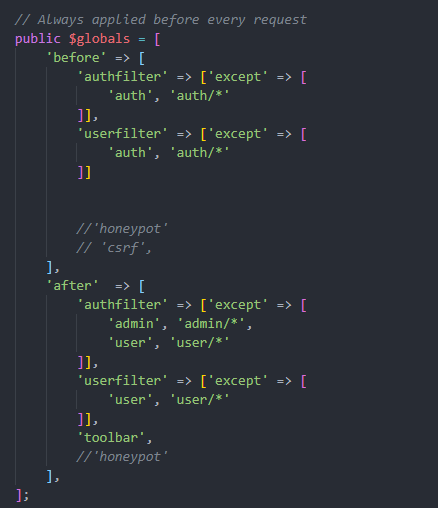 // Always applied before every request
public $globals = [
'before' => [
'authfilter' => ['except' => [
'auth', 'auth/*'
]],
'userfilter' => ['except' => [
'auth', 'auth/*'
]]
//'honeypot'
// 'csrf',
],
'after'  => [
'authfilter' => ['except' => [
'admin', 'admin/*',
'user', 'user/*'
]],
'userfilter' => ['except' => [
'user', 'user/*'
]],
'toolbar',
//'honeypot'
],
];